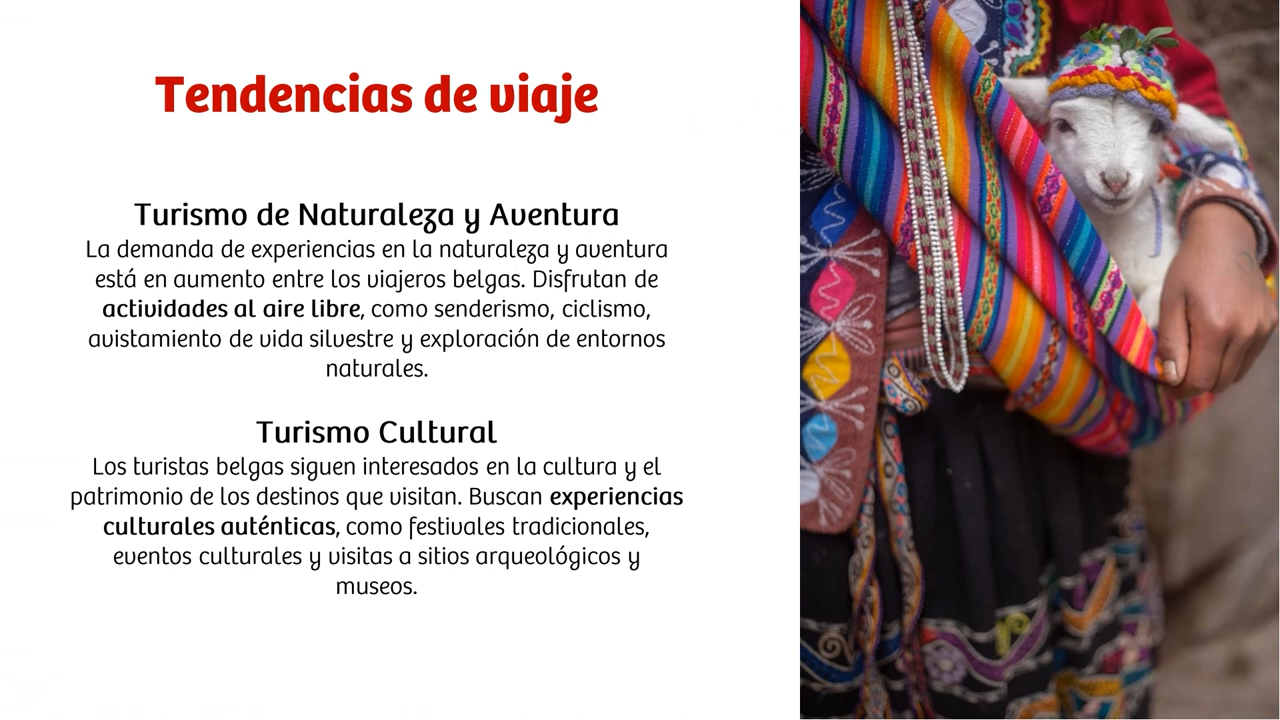 Tendencias de viaje
Turismo de Naturaleza y Aventura
La demanda de experiencias en la naturaleza y aventura
está en aumento entre los viajeros belgas. Disfrutan de
actividades al aire libre, como senderismo, ciclismo,
avistamiento de vida silvestre y exploración de entornos
naturales.
Turismo Cultural
Los turistas belgas siguen interesados en la cultura y el
patrimonio de los destinos que visitan. Buscan experiencias
culturales auténticas, como festivales tradicionales,
eventos culturales y visitas a sitios arqueológicos y
museos.